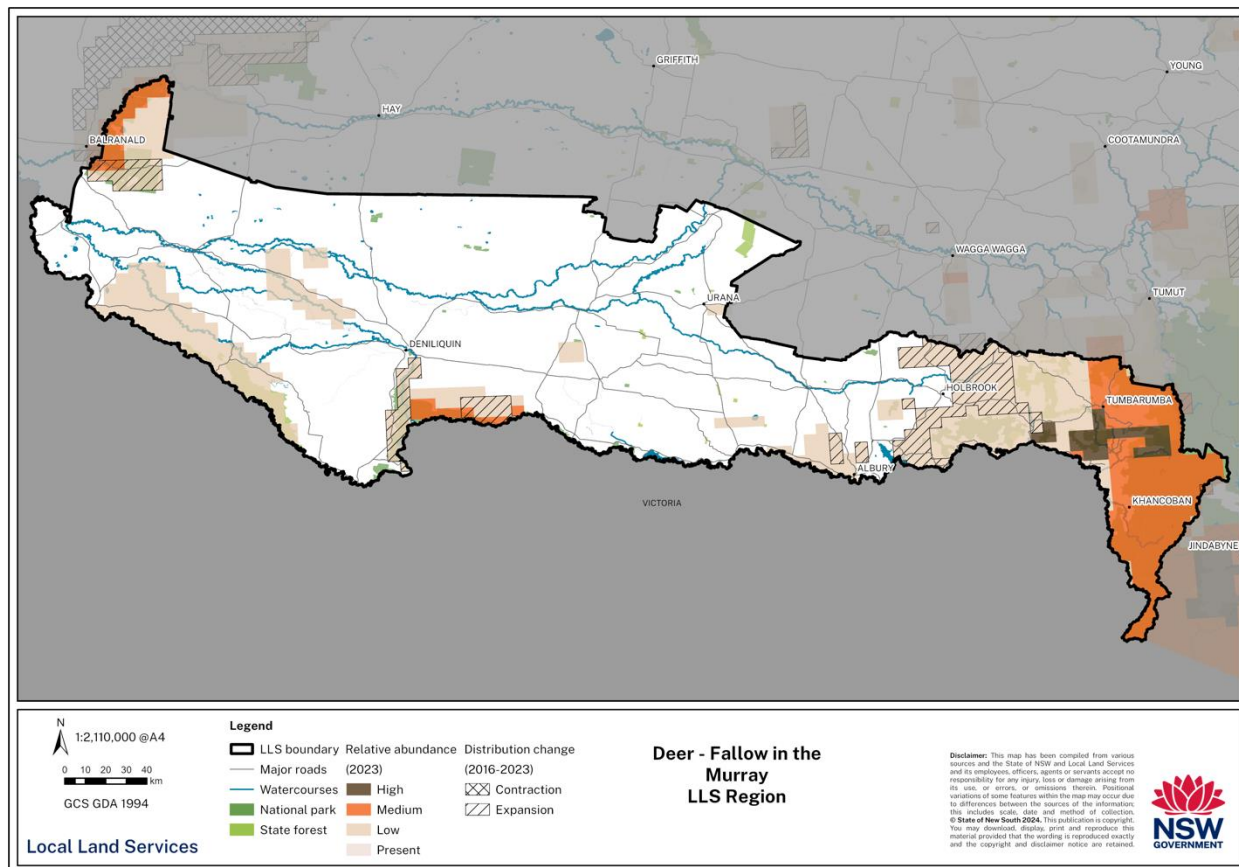 GRIFFITH
YOUNG
HAY
BALRANALD
COOTAMUNDRA
WAGGA WAGGA
URANA
TUMUT
DENILIQUIN
HOLBROOK
TUMBARUMBA
ALBURY
VICTORIA
KHANCOBAN
JINDABYNE
N
1:2,110,000 @A4
0 10 20 30 40
km
GCS GDA 1994
Local Land Services
Legend
LLS boundary
Major roads
Watercourses
National park
State forest
Relative abundance
(2023)
High
Medium
Low
Present
Distribution change
(2016-2023)
Contraction
Expansion
Deer - Fallow in the
Murray
LLS Region
Disclaimer: This map has been compiled from various
sources and the State of NSW and Local Land Services
and its employees, officers, agents or servants accept no
responsibility for any injury, loss or damage arising from
its use, or errors, or omissions therein. Positional
variations of some features within the map may occur due
to differences between the sources of the information;
this includes scale, date and method of collection.
© State of New South 2024. This publication is copyright.
You may download, display, print and reproduce this
material provided that the wording is reproduced exactly
and the copyright and disclaimer notice are retained.
NSW
GOVERNMENT